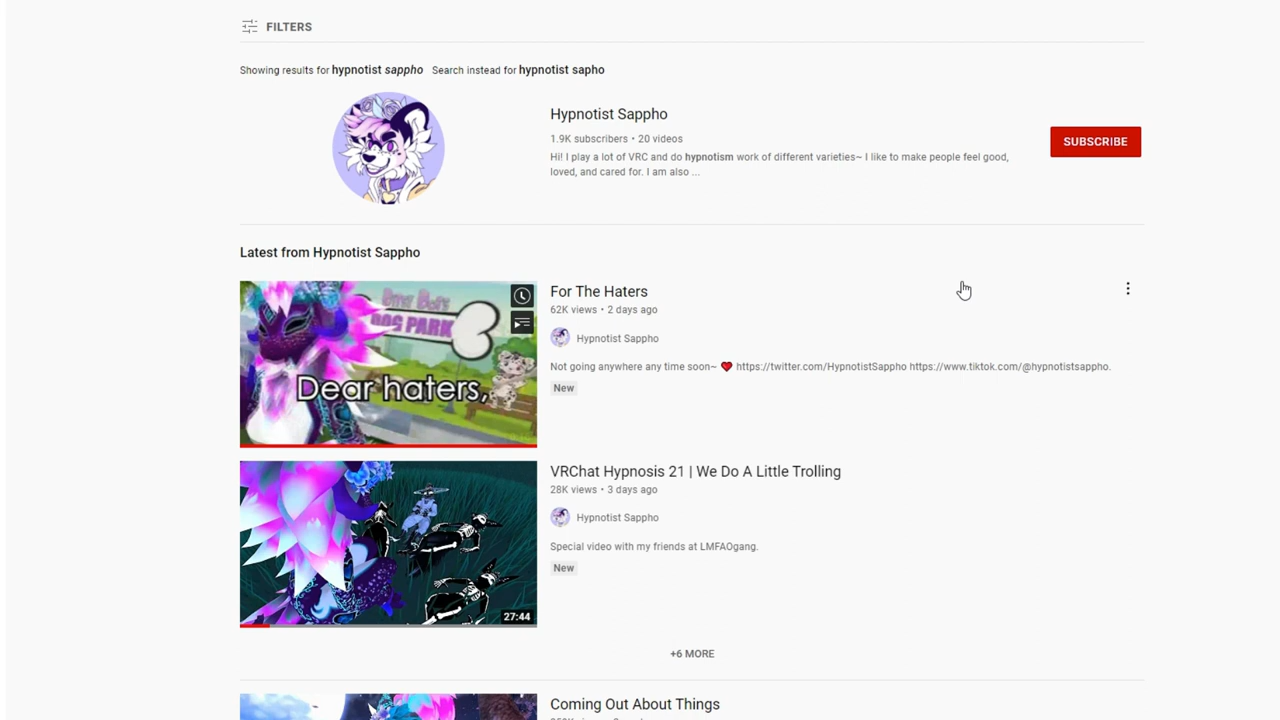 FILTERS
Showing results for hypnotist sappho Search instead for hypnotist sapho
Hypnotist Sappho
1.9K subscribers • 20 videos
Hi! I play a lot of VRC and do hypnotism work of different varieties~ I like to make people feel good,
loved, and cared for. I am also ...
SUBSCRIBE
Latest from Hypnotist Sappho
DOG PARK
Dear haters,
For The Haters
62K views • 2 days ago
Hypnotist Sappho
Not going anywhere any time soon~ ❤️ https://twitter.com/HypnotistSappho https://www.tiktok.com/@hypnotistsappho.
New
27:44
VRChat Hypnosis 21 | We Do A Little Trolling
28K views • 3 days ago
Hypnotist Sappho
Special video with my friends at LMFAOgang.
New
+6 MORE
Coming Out About Things